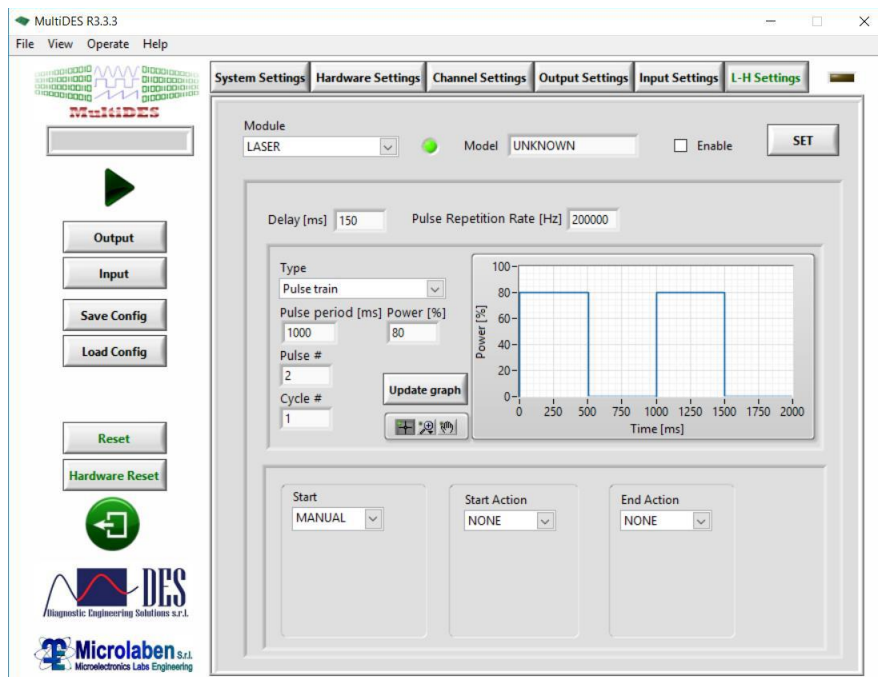 MultiDES R3.3.3
File View Operate Help
System Settings Hardware Settings Channel Settings Output Settings Input Settings L-H Settings
MultiDES
Module
LASER
Model UNKNOWN
Enable
SET
Delay [ms] 150
Pulse Repetition Rate [Hz] 200000
Output
Input
Save Config
Load Config
Reset
Hardware Reset
Type
Pulse train
Pulse period [ms] Power [%]
1000 80
Pulse #
2
Cycle #
1
Update graph
100
80
60
40
20
0
Power [%]
0 250 500 750 1000 1250 1500 1750 2000
Time [ms]
Start
MANUAL
Start Action
NONE
End Action
NONE
DES
Diagnostic Engineering Solutions s.r.l.
Microlaben S.r.l.
Microelectronics Labs Engineering